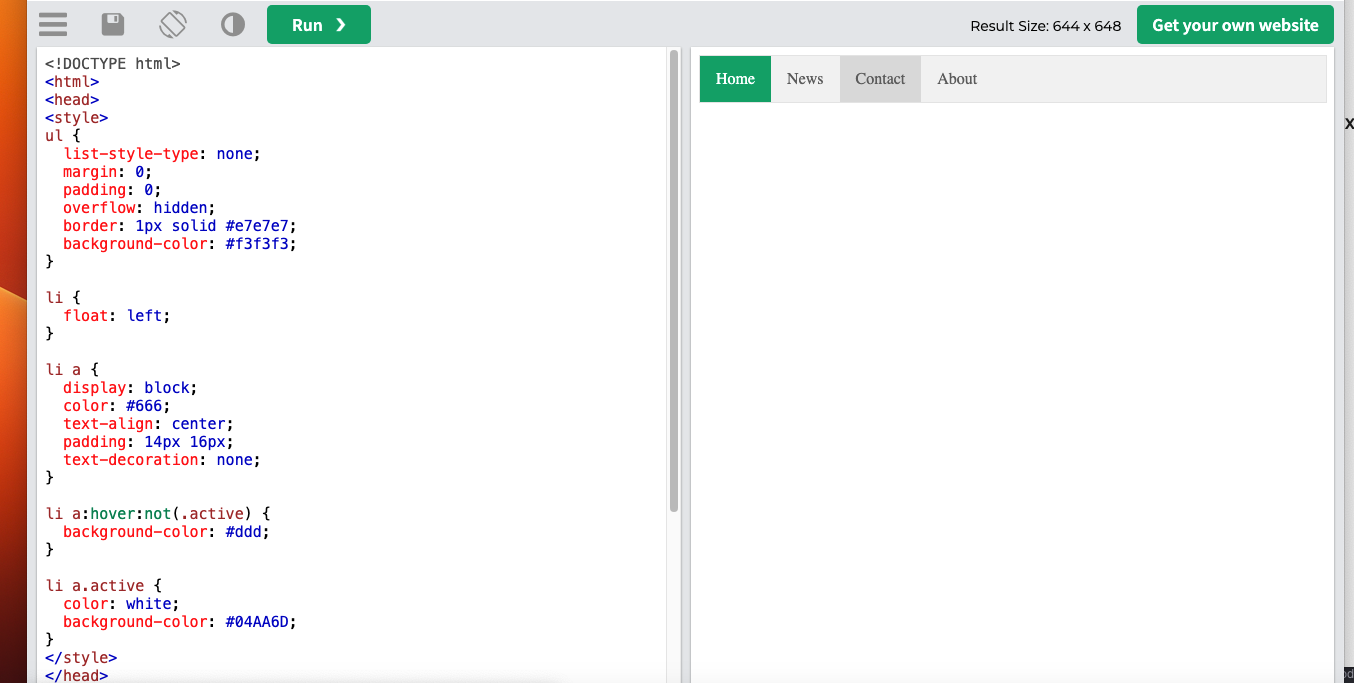 Run ❯
Result Size: 644 x 648
Get your own website
<!DOCTYPE html>
<html>
<head>
<style>
ul {
  list-style-type: none;
  margin: 0;
  padding: 0;
  overflow: hidden;
  border: 1px solid #e7e7e7;
  background-color: #f3f3f3;
}
li {
  float: left;
}
li a {
  display: block;
  color: #666;
  text-align: center;
  padding: 14px 16px;
  text-decoration: none;
}
li a:hover:not(.active) {
  background-color: #ddd;
}
li a.active {
  color: white;
  background-color: #04AA6D;
}
</style>
</head>
Home News Contact About
x